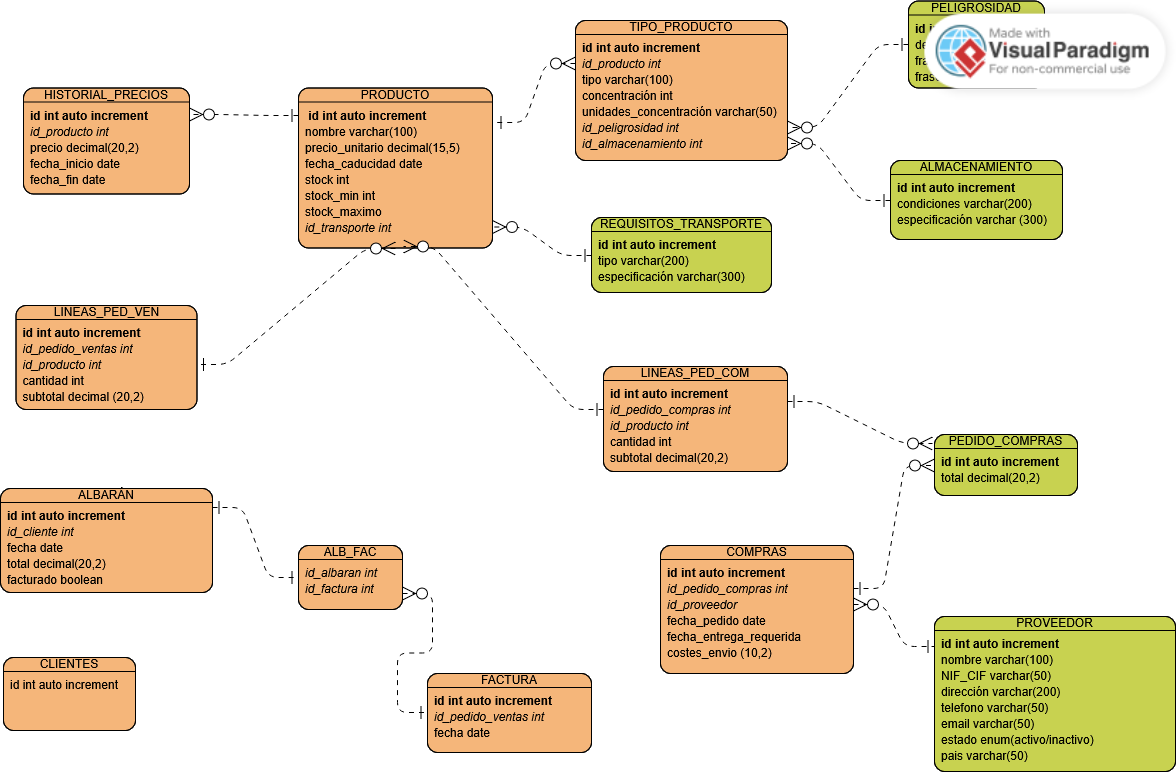 PELIGROSIDAD
id
de
fra
fras
Made with
VisualParadigm
For non-commercial use
TIPO_PRODUCTO
id int auto increment
id_producto int
tipo varchar(100)
concentración int
unidades_concentración varchar(50)
id_peligrosidad int
id_almacenamiento int
HISTORIAL_PRECIOS
id int auto increment
id_producto int
precio decimal(20,2)
fecha_inicio date
fecha_fin date
PRODUCTO
id int auto increment
nombre varchar(100)
precio_unitario decimal(15,5)
fecha_caducidad date
stock int
stock_min int
stock_maximo
id_transporte int
ALMACENAMIENTO
id int auto increment
condiciones varchar(200)
especificación varchar (300)
REQUISITOS_TRANSPORTE
id int auto increment
tipo varchar(200)
especificación varchar(300)
LINEAS_PED_VEN
id int auto increment
id_pedido_ventas int
id_producto int
cantidad int
subtotal decimal (20,2)
LINEAS_PED_COM
id int auto increment
id_pedido_compras int
id_producto int
cantidad int
subtotal decimal(20,2)
PEDIDO_COMPRAS
id int auto increment
total decimal(20,2)
ALBARÁN
id int auto increment
id_cliente int
fecha date
total decimal(20,2)
facturado boolean
ALB_FAC
id_albaran int
id_factura int
COMPRAS
id int auto increment
id_pedido_compras int
id_proveedor
fecha_pedido date
fecha_entrega_requerida
costes_envio (10,2)
PROVEEDOR
id int auto increment
nombre varchar(100)
NIF_CIF varchar(50)
dirección varchar(200)
telefono varchar(50)
email varchar(50)
estado enum(activo/inactivo)
pais varchar(50)
CLIENTES
id int auto increment
FACTURA
id int auto increment
id_pedido_ventas int
fecha date